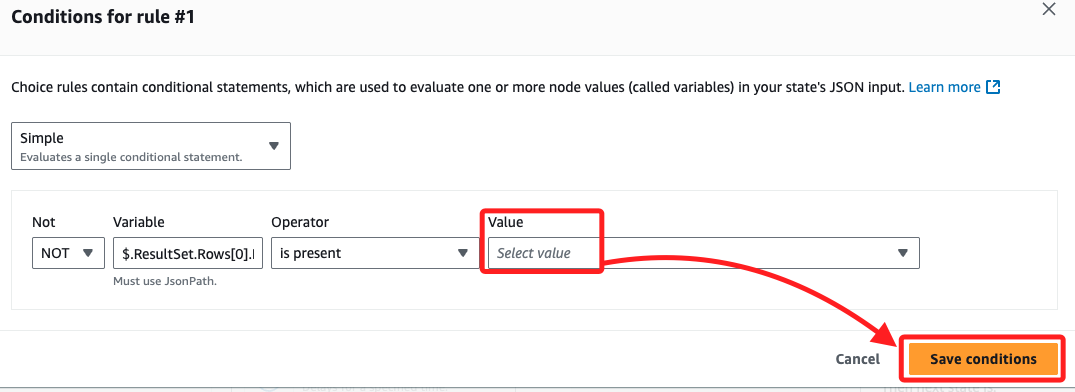 Conditions for rule #1
Choice rules contain conditional statements, which are used to evaluate one or more node values (called variables) in your state's JSON input. Learn more
Simple
Evaluates a single conditional statement.
Not Variable Operator Value
NOT $.ResultSet.Rows[0]. is present Select value
Must use JsonPath.
Cancel Save conditions